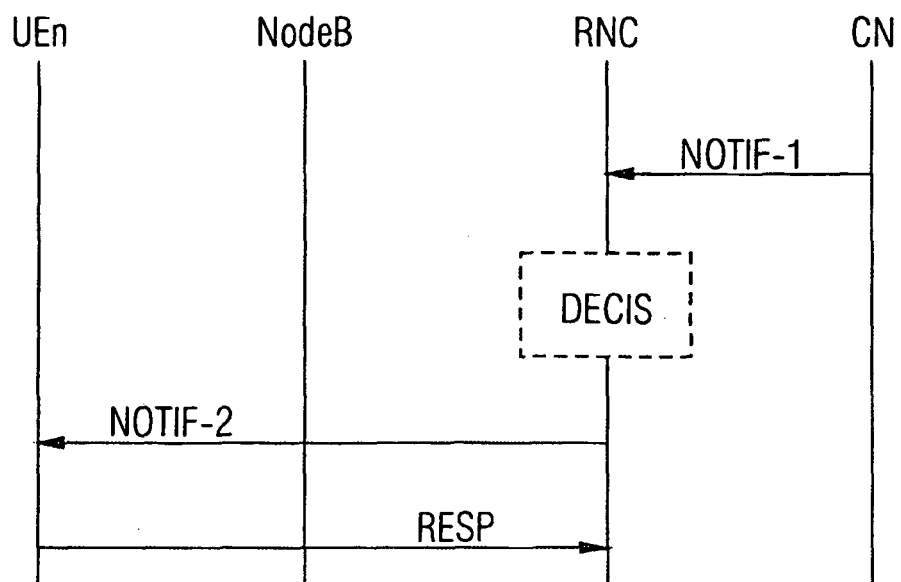 UEn NodeB RNC CN
NOTIF-1
DECIS
NOTIF-2
RESP